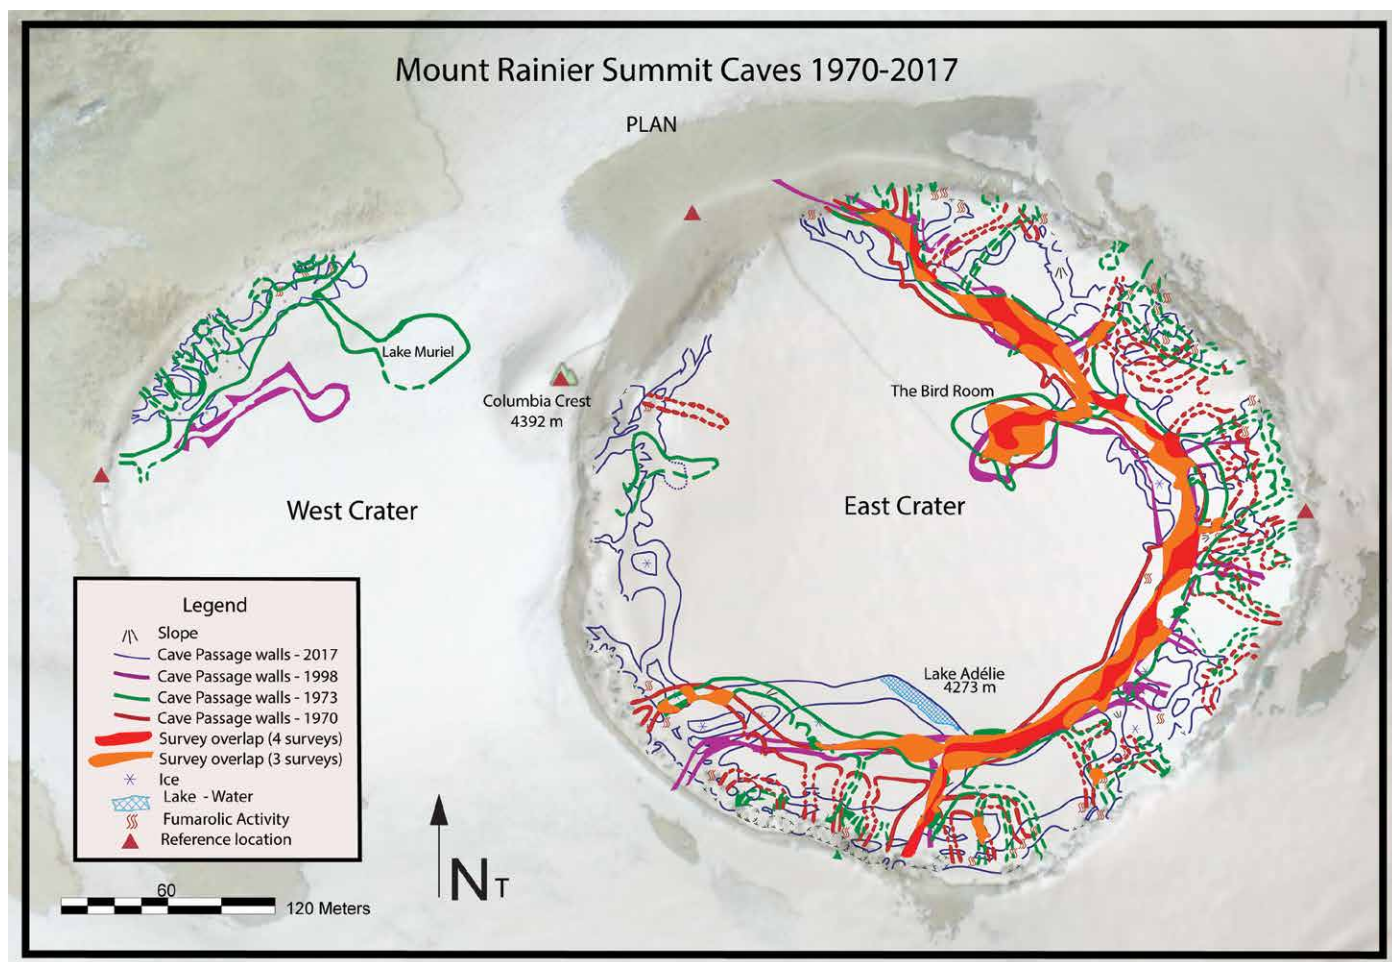 Mount Rainier Summit Caves 1970-2017
PLAN
Lake Muriel
The Bird Room
Columbia Crest
4392 m
West Crater
East Crater
Lake Adélie
4273 m
Legend
Slope
Cave Passage walls - 2017
Cave Passage walls - 1998
Cave Passage walls - 1973
Cave Passage walls - 1970
Survey overlap (4 surveys)
Survey overlap (3 surveys)
Ice
Lake - Water
Fumarolic Activity
Reference location
60
120 Meters
NT